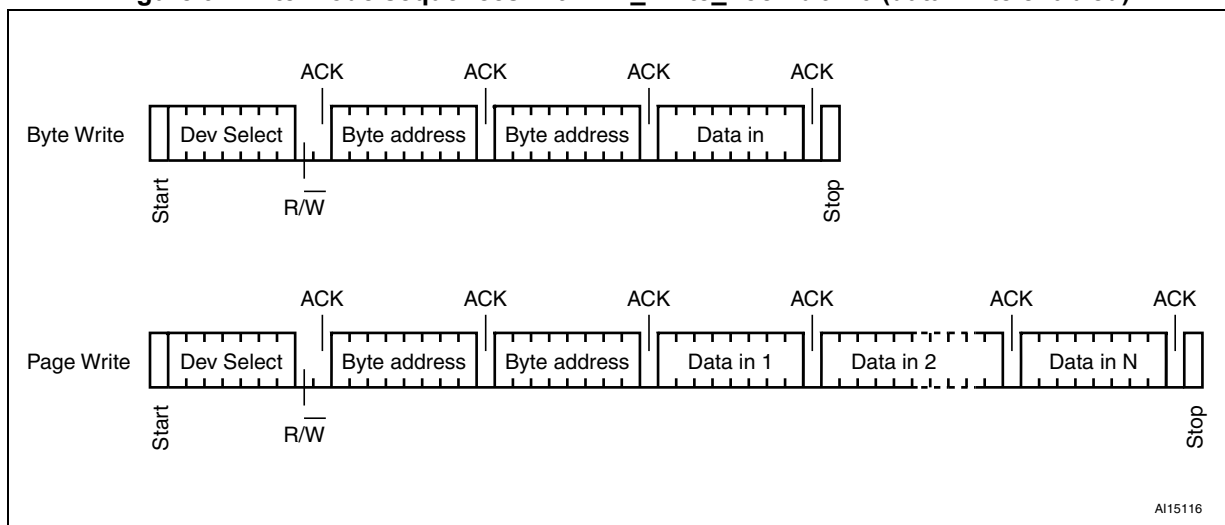 ACK ACK ACK ACK
Byte Write Dev Select Byte address Byte address Data in
Start R/W Stop
ACK ACK ACK ACK ACK ACK
Page Write Dev Select Byte address Byte address Data in 1 Data in 2 Data in N
Start R/W Stop
AI15116